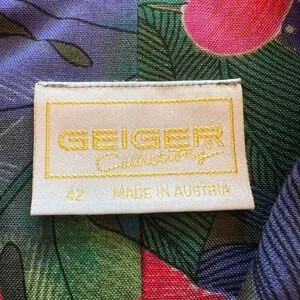 GEIGER
Collections
42 MADE IN AUSTRIA